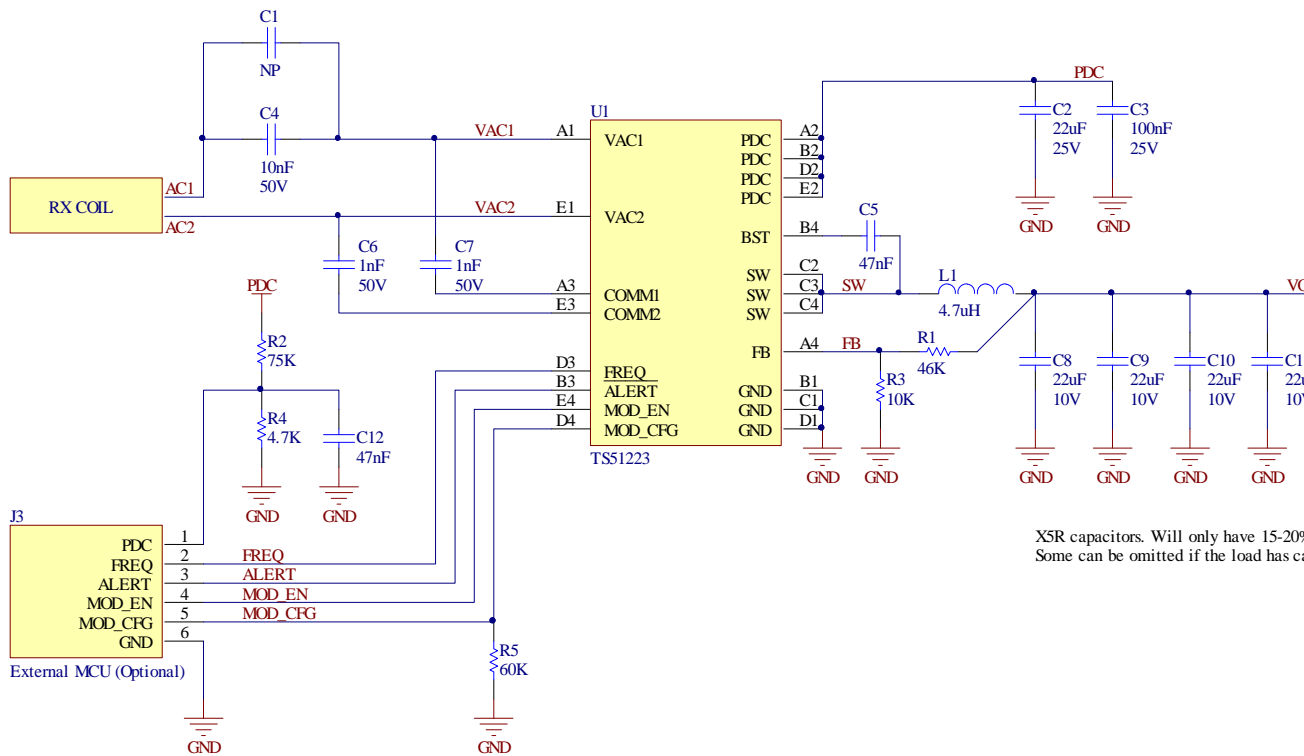 C1
NP
C4
10nF
50V
RX COIL
AC1
AC2
VAC1
VAC2
A1
E1
C6
1nF
50V
C7
1nF
50V
A3
E3
PDC
R2
75K
R4
4.7K
C12
47nF
GND
GND
D3
B3
E4
D4
U1
VAC1
VAC2
COMM1
COMM2
FREQ
ALERT
MOD_EN
MOD_CFG
PDC
PDC
PDC
PDC
BST
SW
SW
SW
FB
GND
GND
GND
TS51223
A2
B2
D2
E2
B4
C2
C3
C4
A4
B1
C1
D1
PDC
C2
22uF
25V
C3
100nF
25V
GND
GND
C5
47nF
SW
L1
4.7uH
FB
R1
46K
R3
10K
GND
GND
C8
22uF
10V
C9
22uF
10V
C10
22uF
10V
GND
GND
GND
GND
X5R capacitors. Will only have
Some can be omitted if the load has
J3
PDC
FREQ
ALERT
MOD_EN
MOD_CFG
GND
1
2
3
4
5
6
FREQ
ALERT
MOD_EN
MOD_CFG
External MCU (Optional)
R5
60K
GND
GND